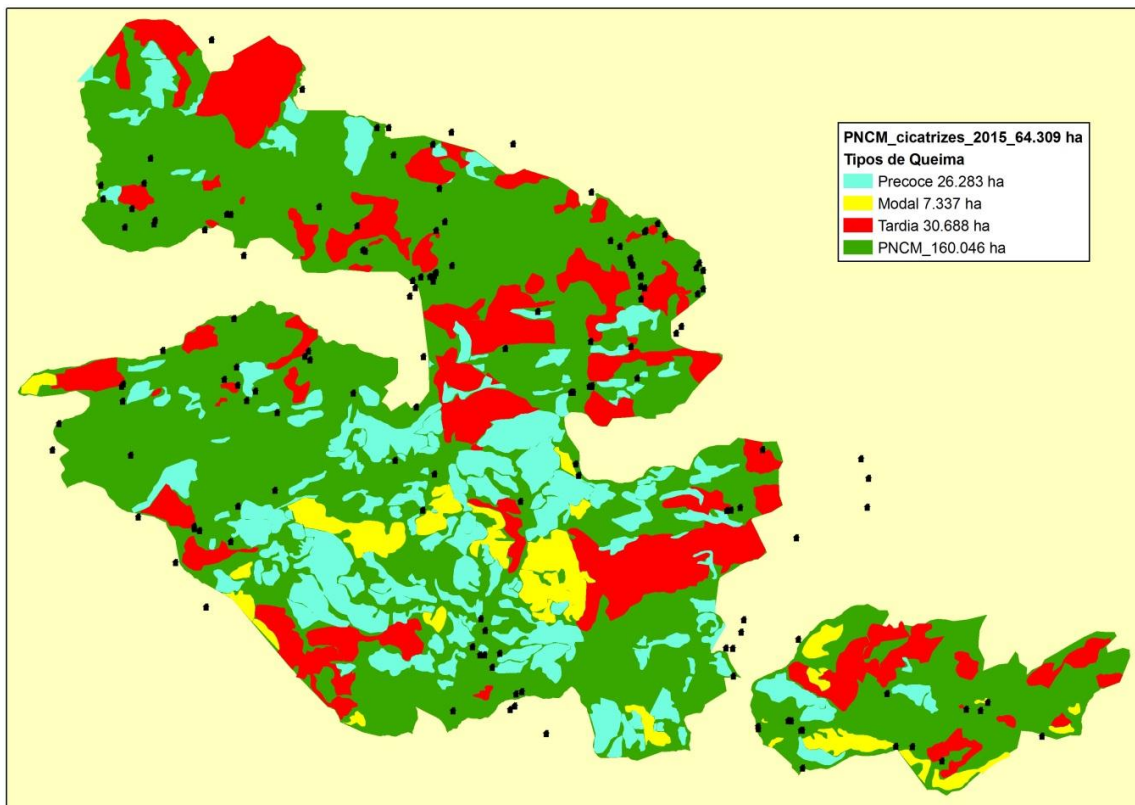 PNCM_cicatrizes_2015_64.309 ha
Tipos de Queima
Precoce 26.283 ha
Modal 7.337 ha
Tardia 30.688 ha
PNCM_160.046 ha